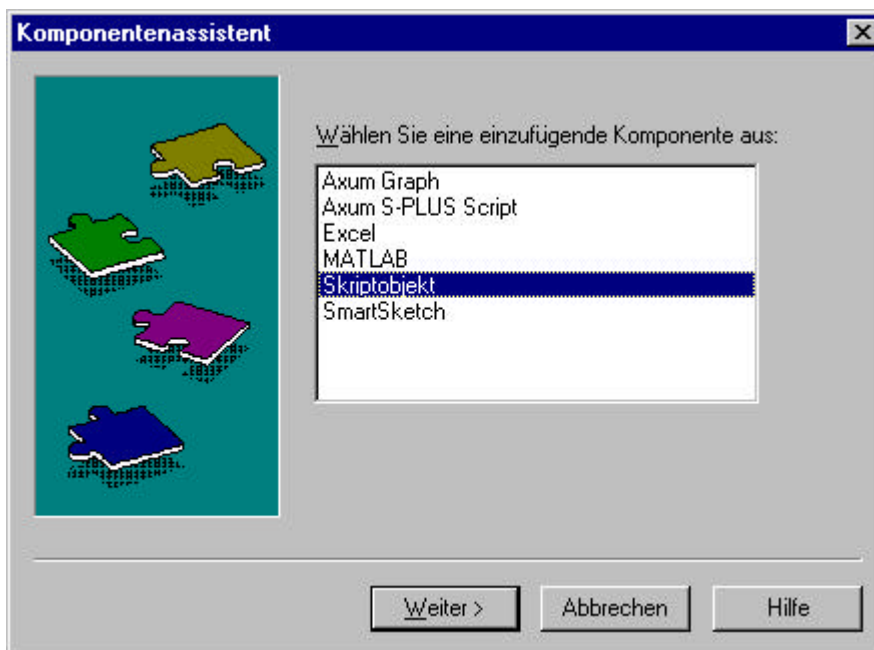 Komponentenassistent
Wählen Sie eine einzufügende Komponente aus:
Axum Graph
Axum S-PLUS Script
Excel
MATLAB
Skriptobjekt
SmartSketch
Weiter >
Abbrechen
Hilfe